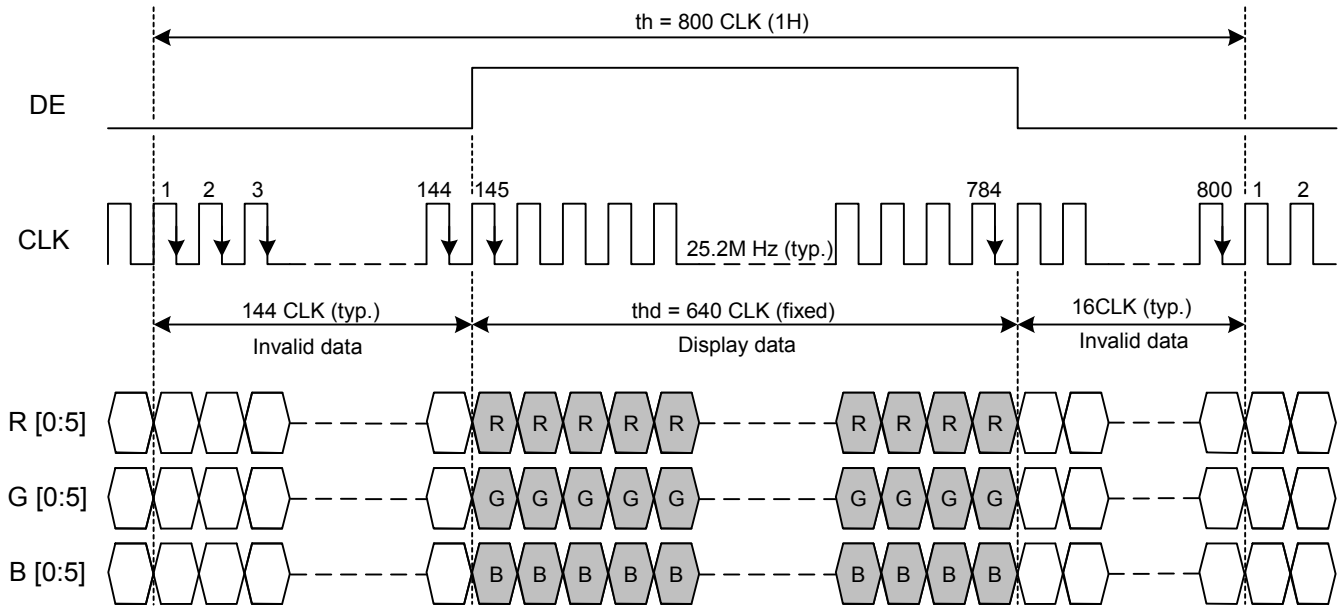 th = 800 CLK (1H)
DE
1 2 3 144 145 784 800 1 2
CLK
25.2M Hz (typ.)
144 CLK (typ.) thd = 640 CLK (fixed) 16CLK (typ.)
Invalid data Display data Invalid data
R [0:5] R R R R R R R R R
G [0:5] G G G G G G G G G
B [0:5] B B B B B B B B B